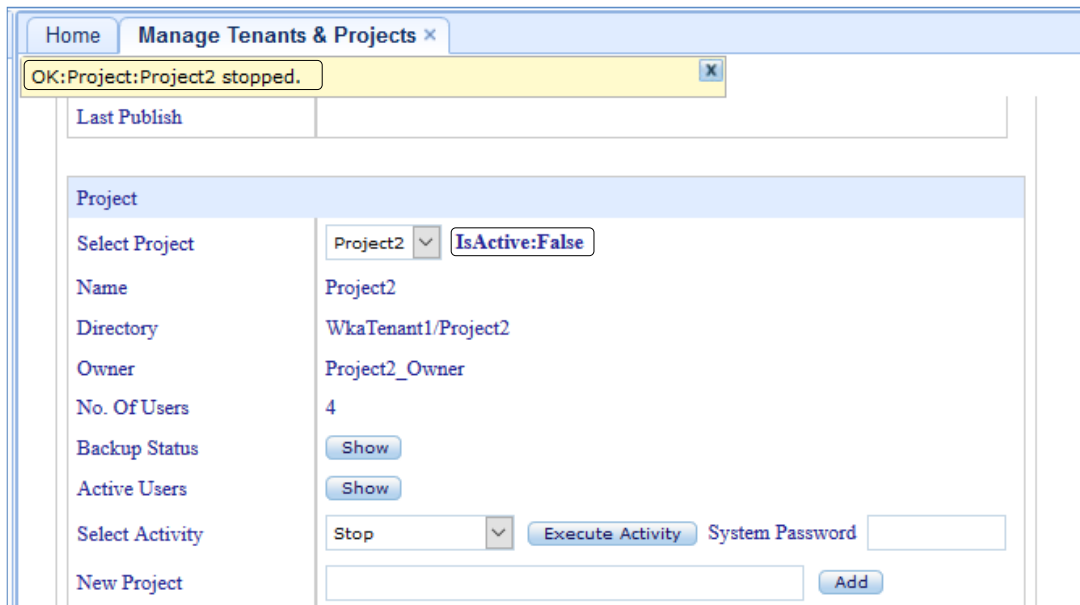 Home Manage Tenants & Projects ×
OK:Project:Project2 stopped. x
Last Publish
Project
Select Project Project2 IsActive:False
Name Project2
Directory WkaTenant1/Project2
Owner Project2_Owner
No. Of Users 4
Backup Status Show
Active Users Show
Select Activity Stop Execute Activity System Password
New Project Add